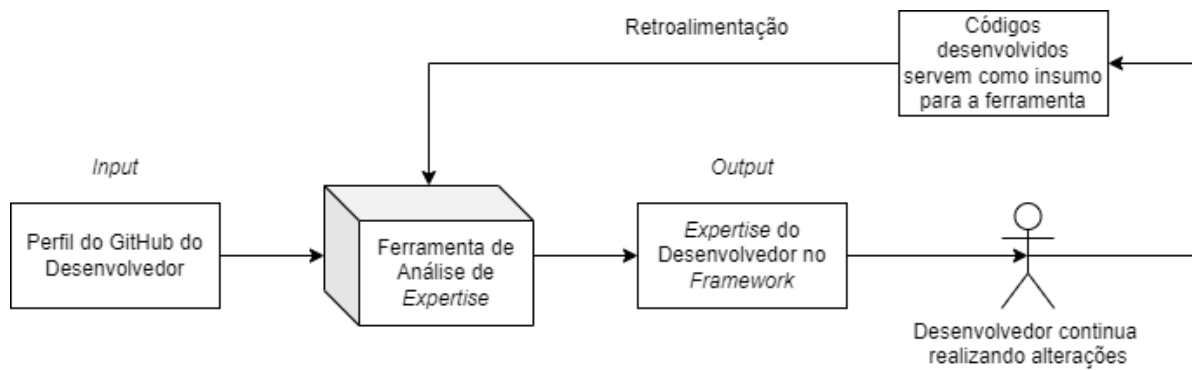 Retroalimentação
Códigos
desenvolvidos
servem como insumo
para a ferramenta
Input
Output
Perfil do GitHub do
Desenvolvedor
Ferramenta de
Análise de
Expertise
Expertise do
Desenvolvedor no
Framework
Desenvolvedor continua
realizando alterações